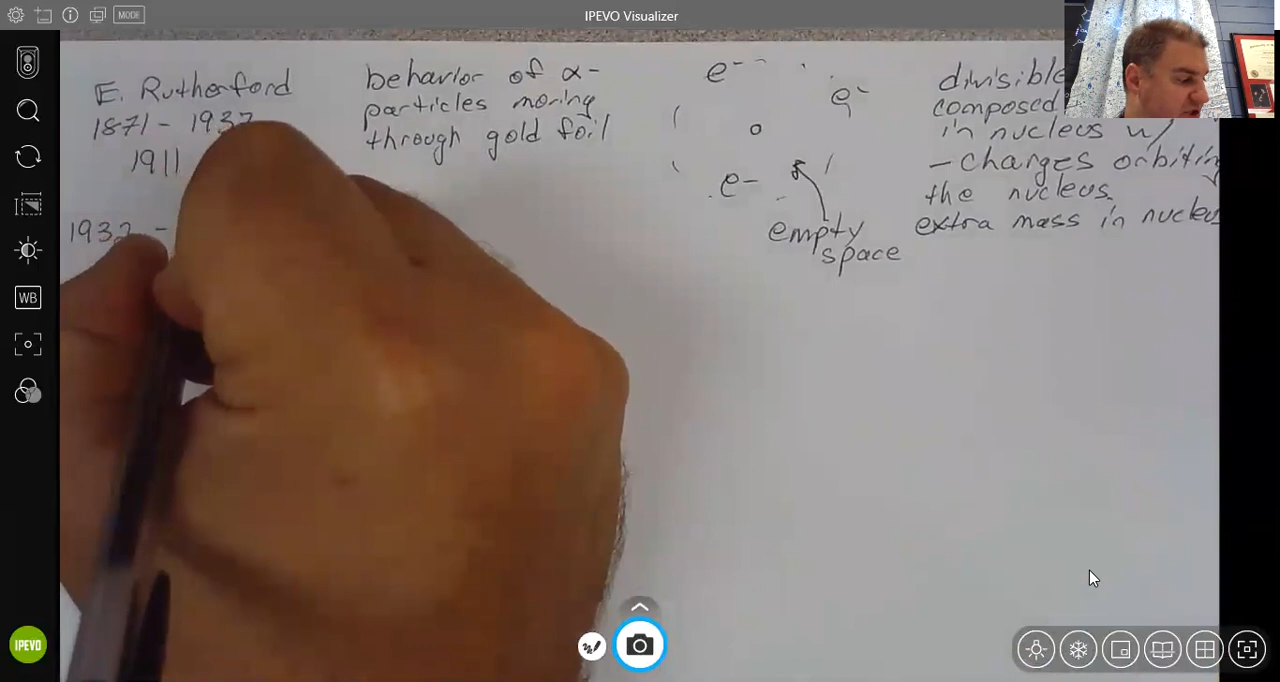 IPEVO Visualizer
MODE
WB
IPEVO
E. Rutherford
1871 - 1937
1911
1932 -
behavior of α-
particles moving
through gold foil
e-
e-
e-
empty
space
divisible
composed
in nucleus w/
- charges orbiting
the nucleus.
extra mass in nucleus